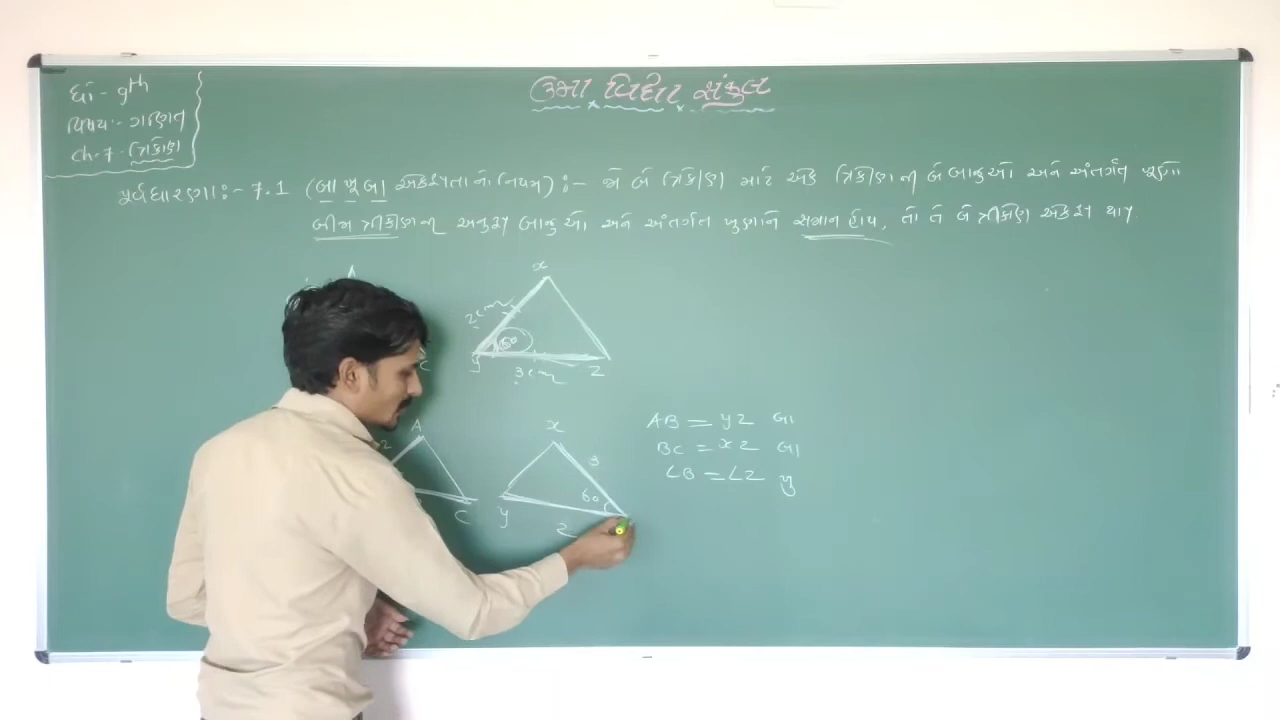 ઉમા વિદ્યા સંકુલ
ધો - 9th
વિષય:- ગણિત
ch-7 - ત્રિકોણ
પૂર્વધારણા:- 7.1 (બા ખૂ બા એકરૂપતાનો નિયમ) :- જો બે ત્રિકોણો માટે એક ત્રિકોણની બે બાજુઓ અને અંતર્ગત ખૂણો
બીજા ત્રીકોણની અનુરૂપ બાજુઓ અને અંતર્ગત ખુણાને સમાન હોય, તો તે બે ત્રીકોણ એકરૂપ થાય.
A
x
2cm
60
C
y
3cm
Z
A
2
C
x
3
60
y
2
AB = YZ બા
BC = XZ બા
∠B = ∠Z ખુ